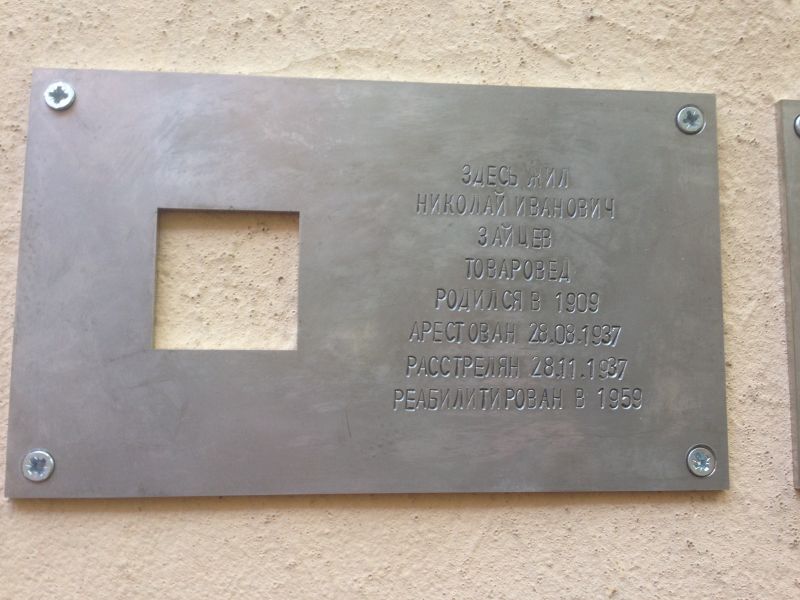 ЗДЕСЬ ЖИЛ
НИКОЛАЙ ИВАНОВИЧ
ЗАЙЦЕВ
ТОВАРОВЕД
РОДИЛСЯ В 1909
АРЕСТОВАН 28.08.1937
РАССТРЕЛЯН 28.11.1937
РЕАБИЛИТИРОВАН В 1959